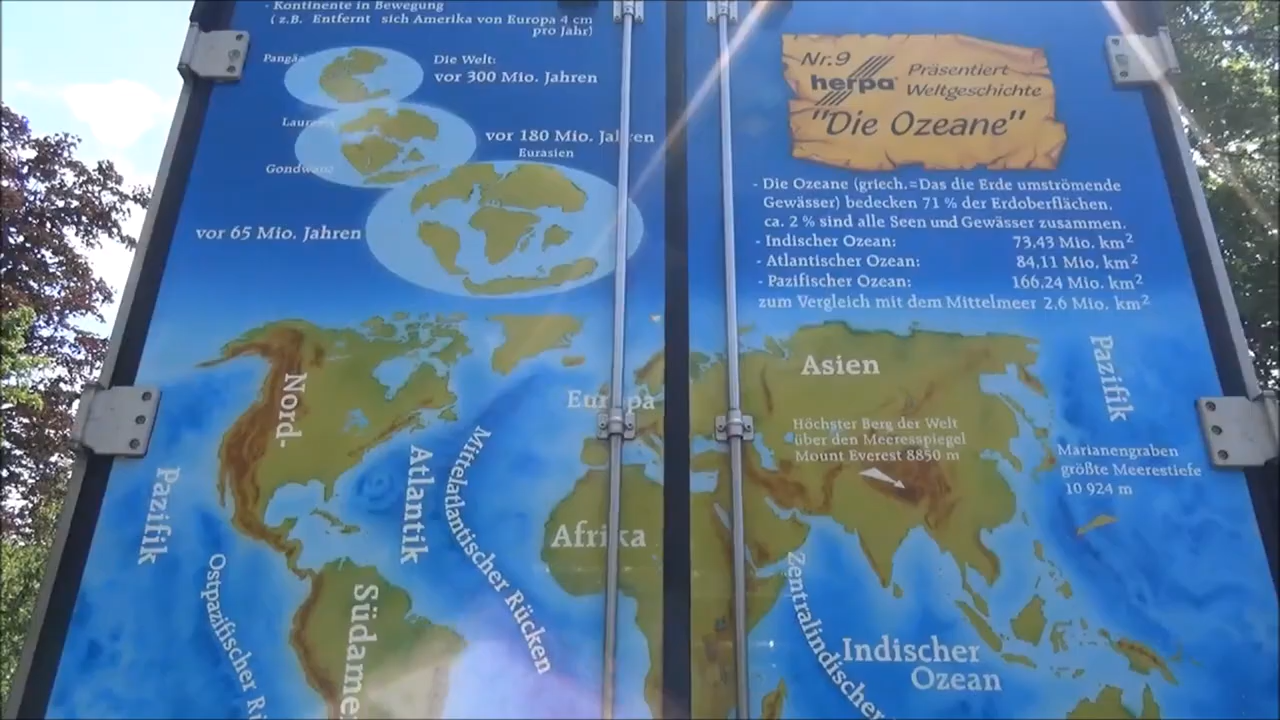 - Kontinente in Bewegung
( z.B. Entfernt sich Amerika von Europa 4 cm
pro Jahr)
Pangäa
Die Welt:
vor 300 Mio. Jahren
vor 180 Mio. Jahren
Gondwana
Eurasien
vor 65 Mio. Jahren
Nr.9
herpa Präsentiert
Weltgeschichte
"Die Ozeane"
- Die Ozeane (griech.=Das die Erde umströmende
Gewässer) bedecken 71 % der Erdoberflächen.
ca. 2 % sind alle Seen und Gewässer zusammen.
- Indischer Ozean: 73,43 Mio. km²
- Atlantischer Ozean: 84,11 Mio. km²
- Pazifischer Ozean: 166,24 Mio. km²
zum Vergleich mit dem Mittelmeer 2,6 Mio. km²
Nord-
Pazifik
Atlantik
Mittelatlantischer Rücken
Ostpazifischer
Südame
Europa
Afrika
Asien
Höchster Berg der Welt
über den Meeresspiegel
Mount Everest 8850 m
Pazifik
Marianengraben
größte Meerestiefe
10 924 m
Zentralindischer
Indischer
Ozean